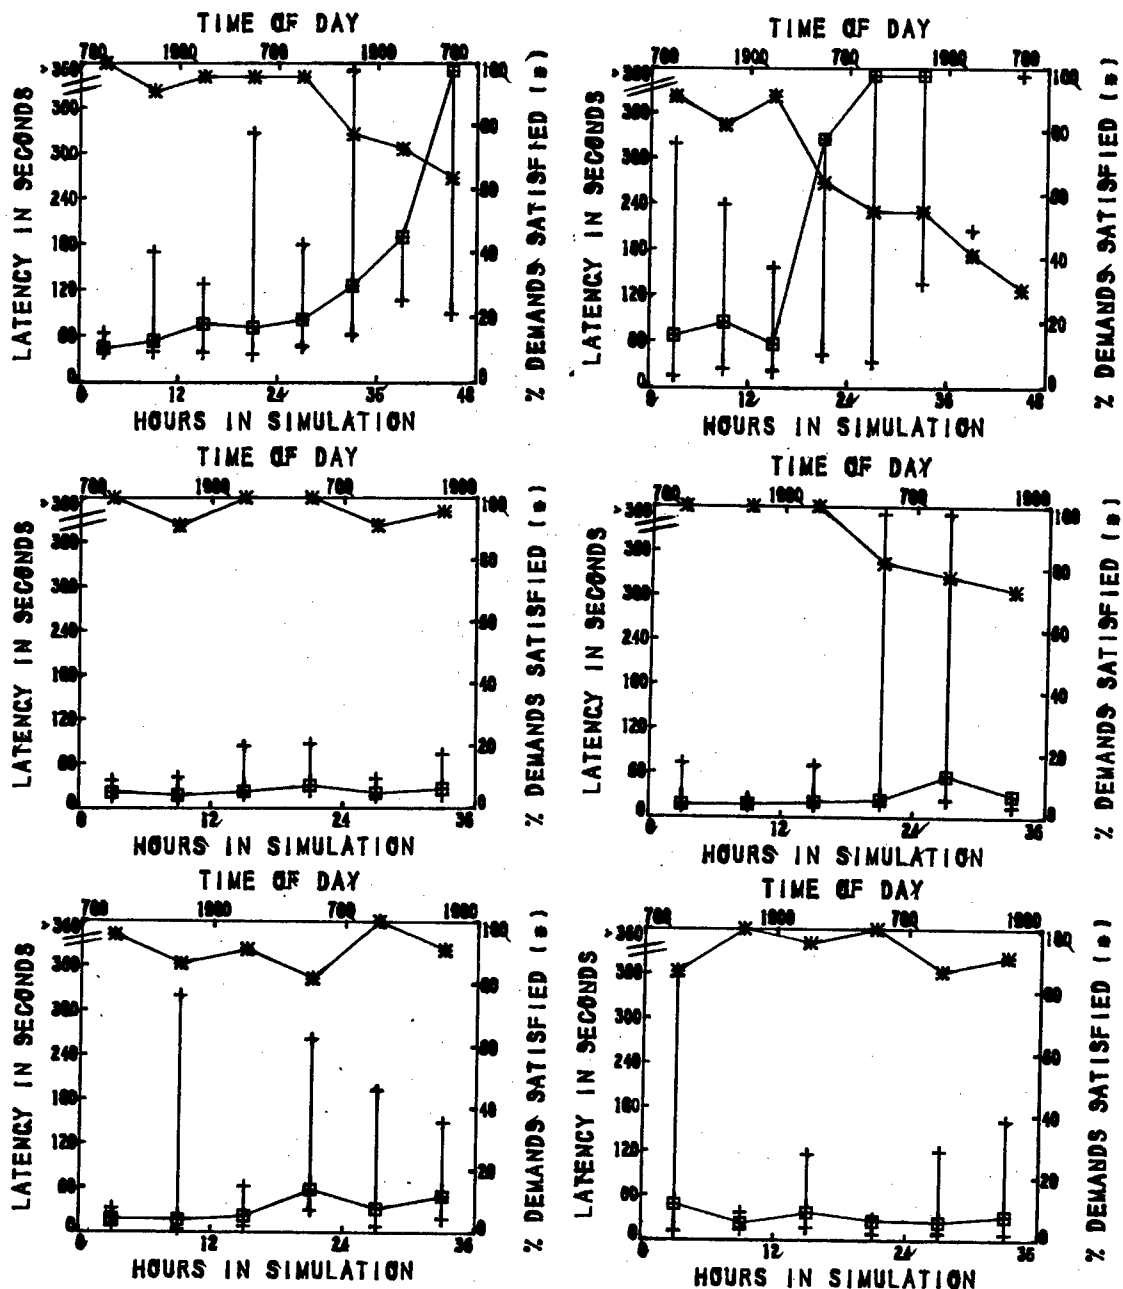 TIME OF DAY
700 1900 700 1900 700
>360
360
300
240
180
120
60
0
LATENCY IN SECONDS
100
80
60
40
20
0
% DEMANDS SATISFIED (*)
0 12 24 36 48
HOURS IN SIMULATION
TIME OF DAY
700 1900 700 1900 700
>360
360
300
240
180
120
60
0
LATENCY IN SECONDS
100
80
60
40
20
0
% DEMANDS SATISFIED (*)
0 12 24 36 48
HOURS IN SIMULATION
TIME OF DAY
700 1900 700 1900
>360
360
300
240
180
120
60
0
LATENCY IN SECONDS
100
80
60
40
20
0
% DEMANDS SATISFIED (*)
0 12 24 36
HOURS IN SIMULATION
TIME OF DAY
700 1900 700 1900
>360
360
300
240
180
120
60
0
LATENCY IN SECONDS
100
80
60
40
20
0
% DEMANDS SATISFIED (*)
0 12 24 36
HOURS IN SIMULATION
TIME OF DAY
700 1900 700 1900
>360
360
300
240
180
120
60
0
LATENCY IN SECONDS
100
80
60
40
20
0
% DEMANDS SATISFIED (*)
0 12 24 36
HOURS IN SIMULATION
TIME OF DAY
700 1900 700 1900
>360
360
300
240
180
120
60
0
LATENCY IN SECONDS
100
80
60
40
20
0
% DEMANDS SATISFIED (*)
0 12 24 36
HOURS IN SIMULATION